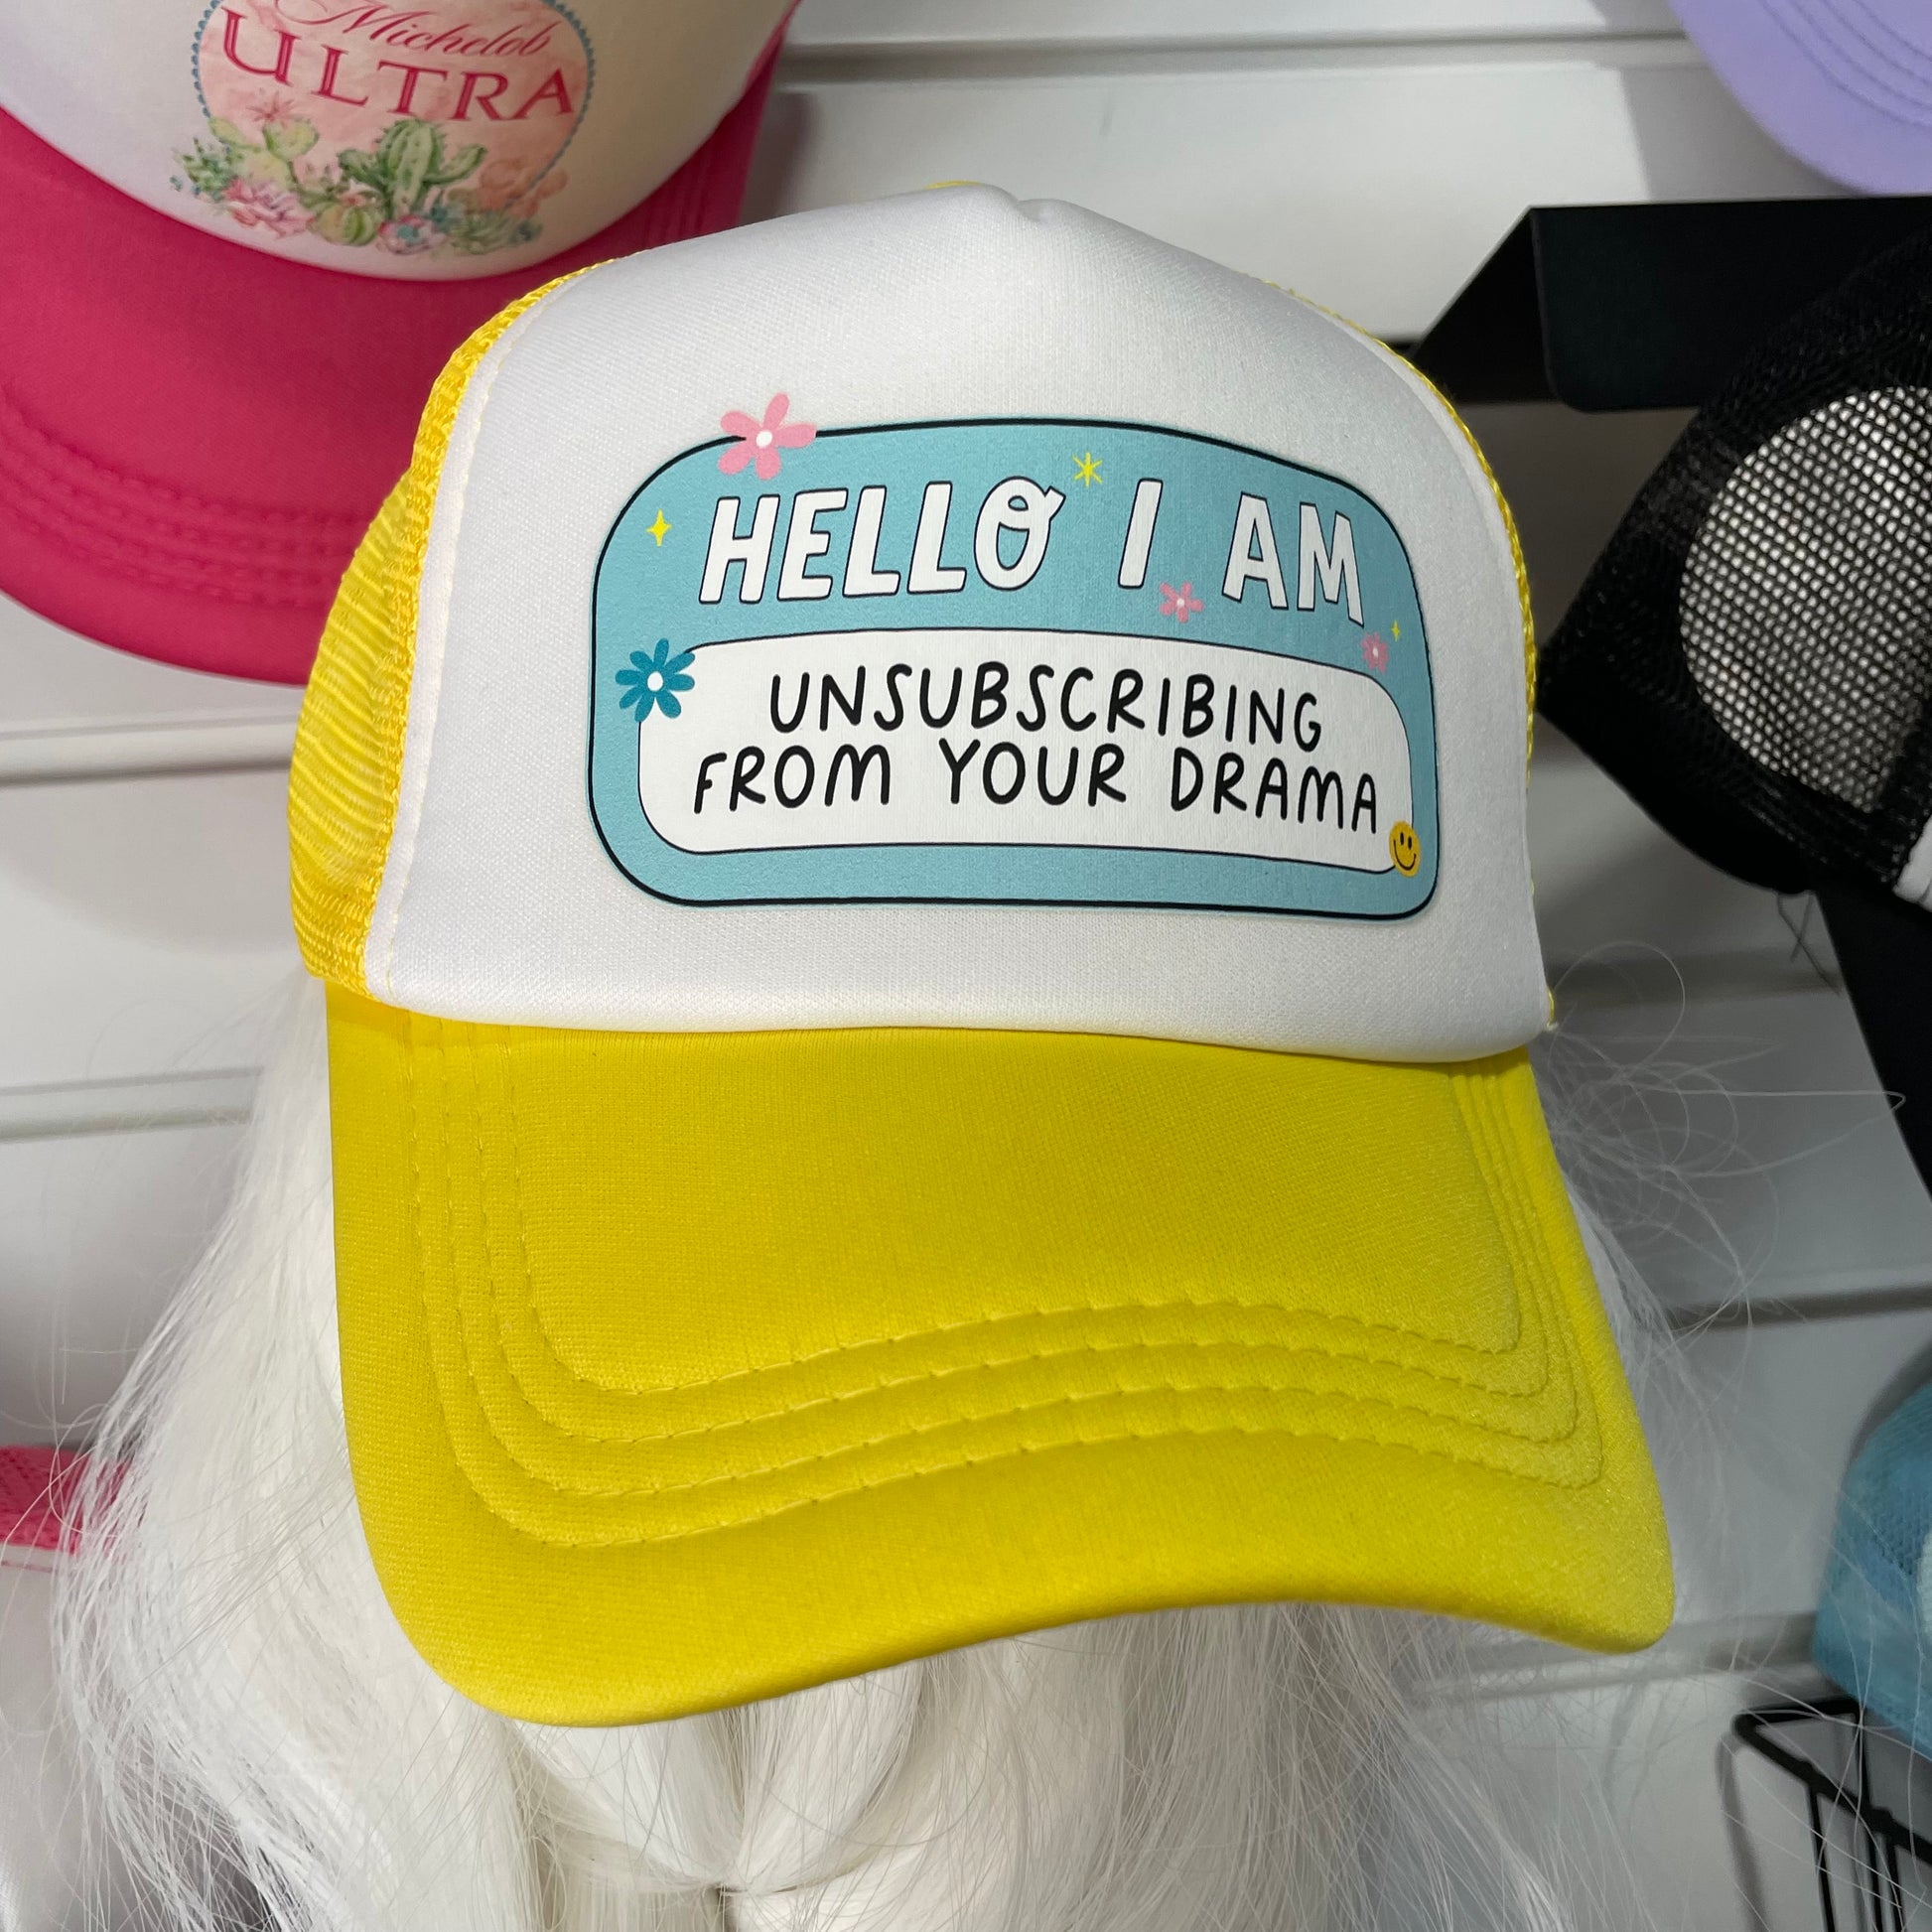 Michelob
ULTRA
HELLO I AM
UNSUBSCRIBING
FROM YOUR DRAMA